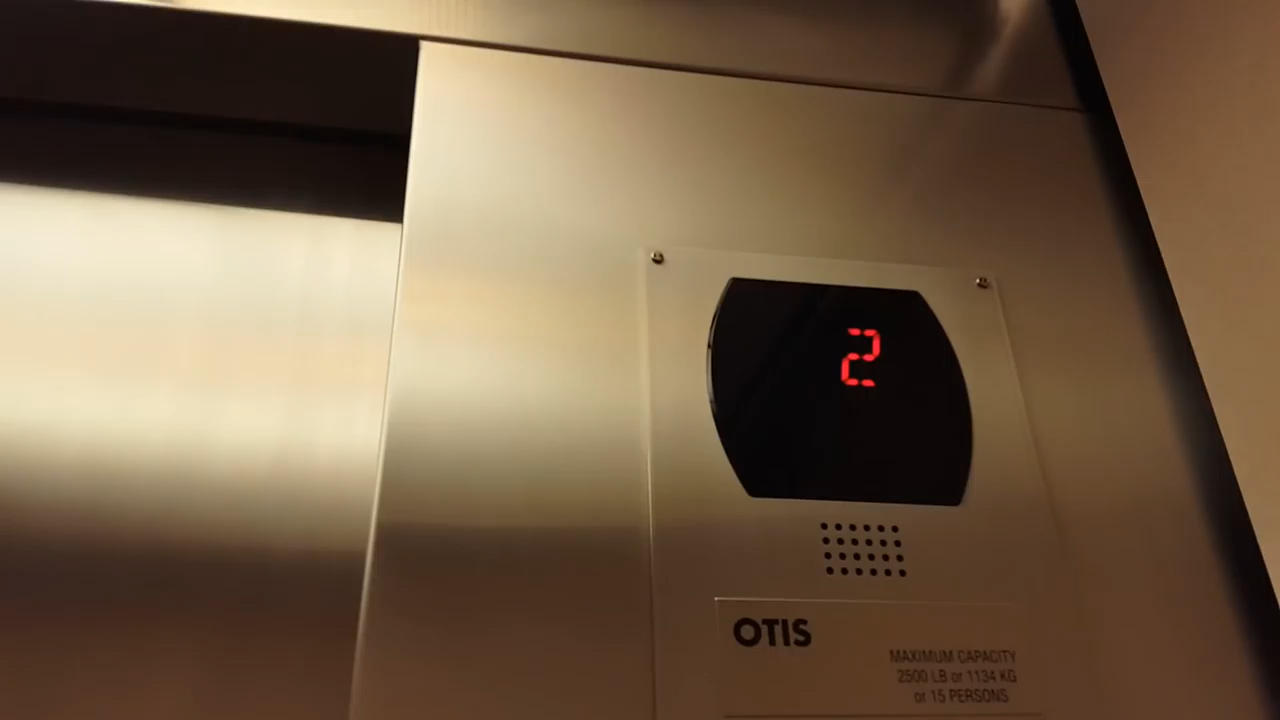 2
OTIS
MAXIMUM CAPACITY
2500 LB or 1134 KG
or 15 PERSONS